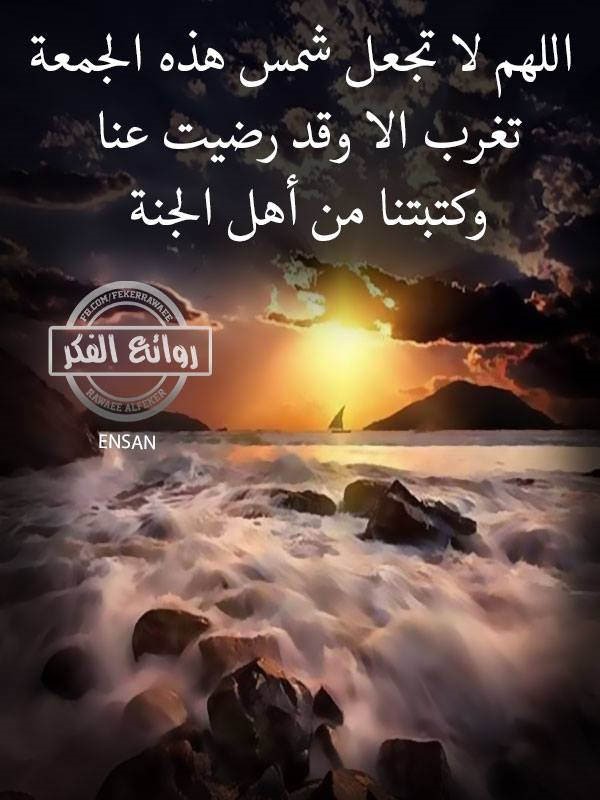 اللهم لا تجعل شمس هذه الجمعة
تغرب الا وقد رضيت عنا
وكتبتنا من أهل الجنة
FB.COM/FEKERRAWAEE
روائع الفكر
RAWAEE ALFEKER
ENSAN